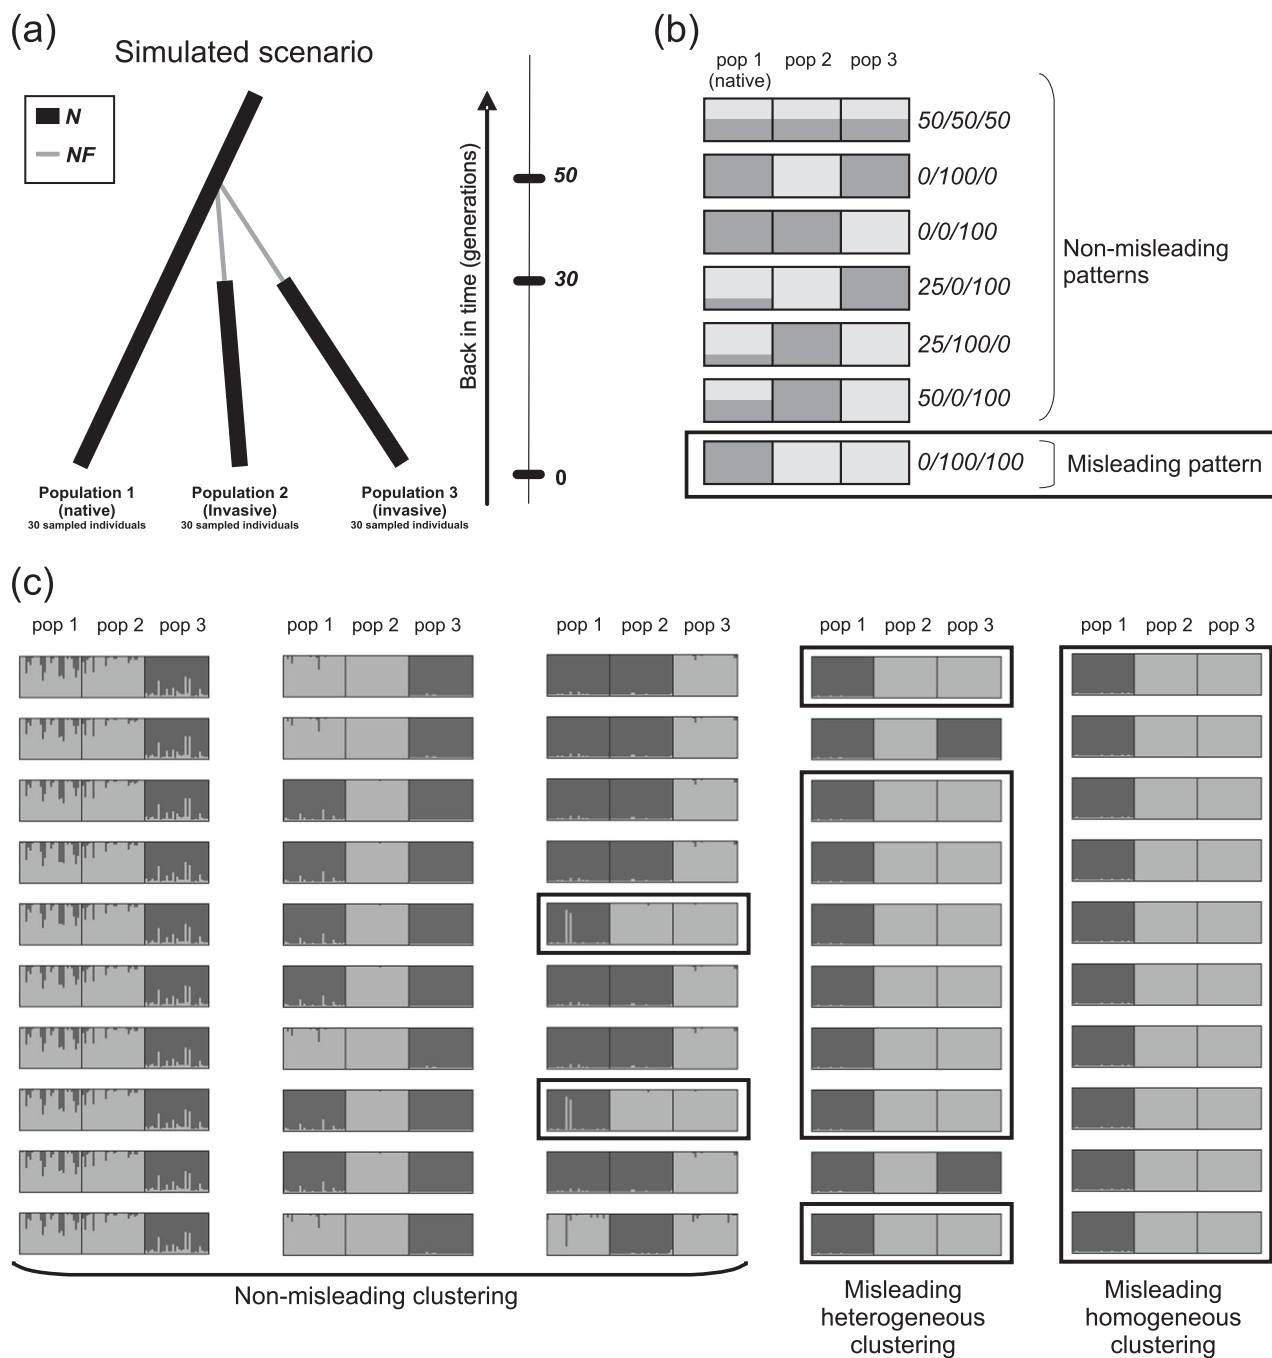 (a)
Simulated scenario
N
NF
Back in time (generations)
50
30
0
Population 1
(native)
30 sampled individuals
Population 2
(Invasive)
30 sampled individuals
Population 3
(invasive)
30 sampled individuals
(b)
pop 1 pop 2 pop 3
(native)
50/50/50
0/100/0
0/0/100
25/0/100
25/100/0
50/0/100
Non-misleading
patterns
0/100/100
Misleading pattern
(c)
pop 1 pop 2 pop 3
pop 1 pop 2 pop 3
pop 1 pop 2 pop 3
pop 1 pop 2 pop 3
pop 1 pop 2 pop 3
Non-misleading clustering
Misleading
heterogeneous
clustering
Misleading
homogeneous
clustering